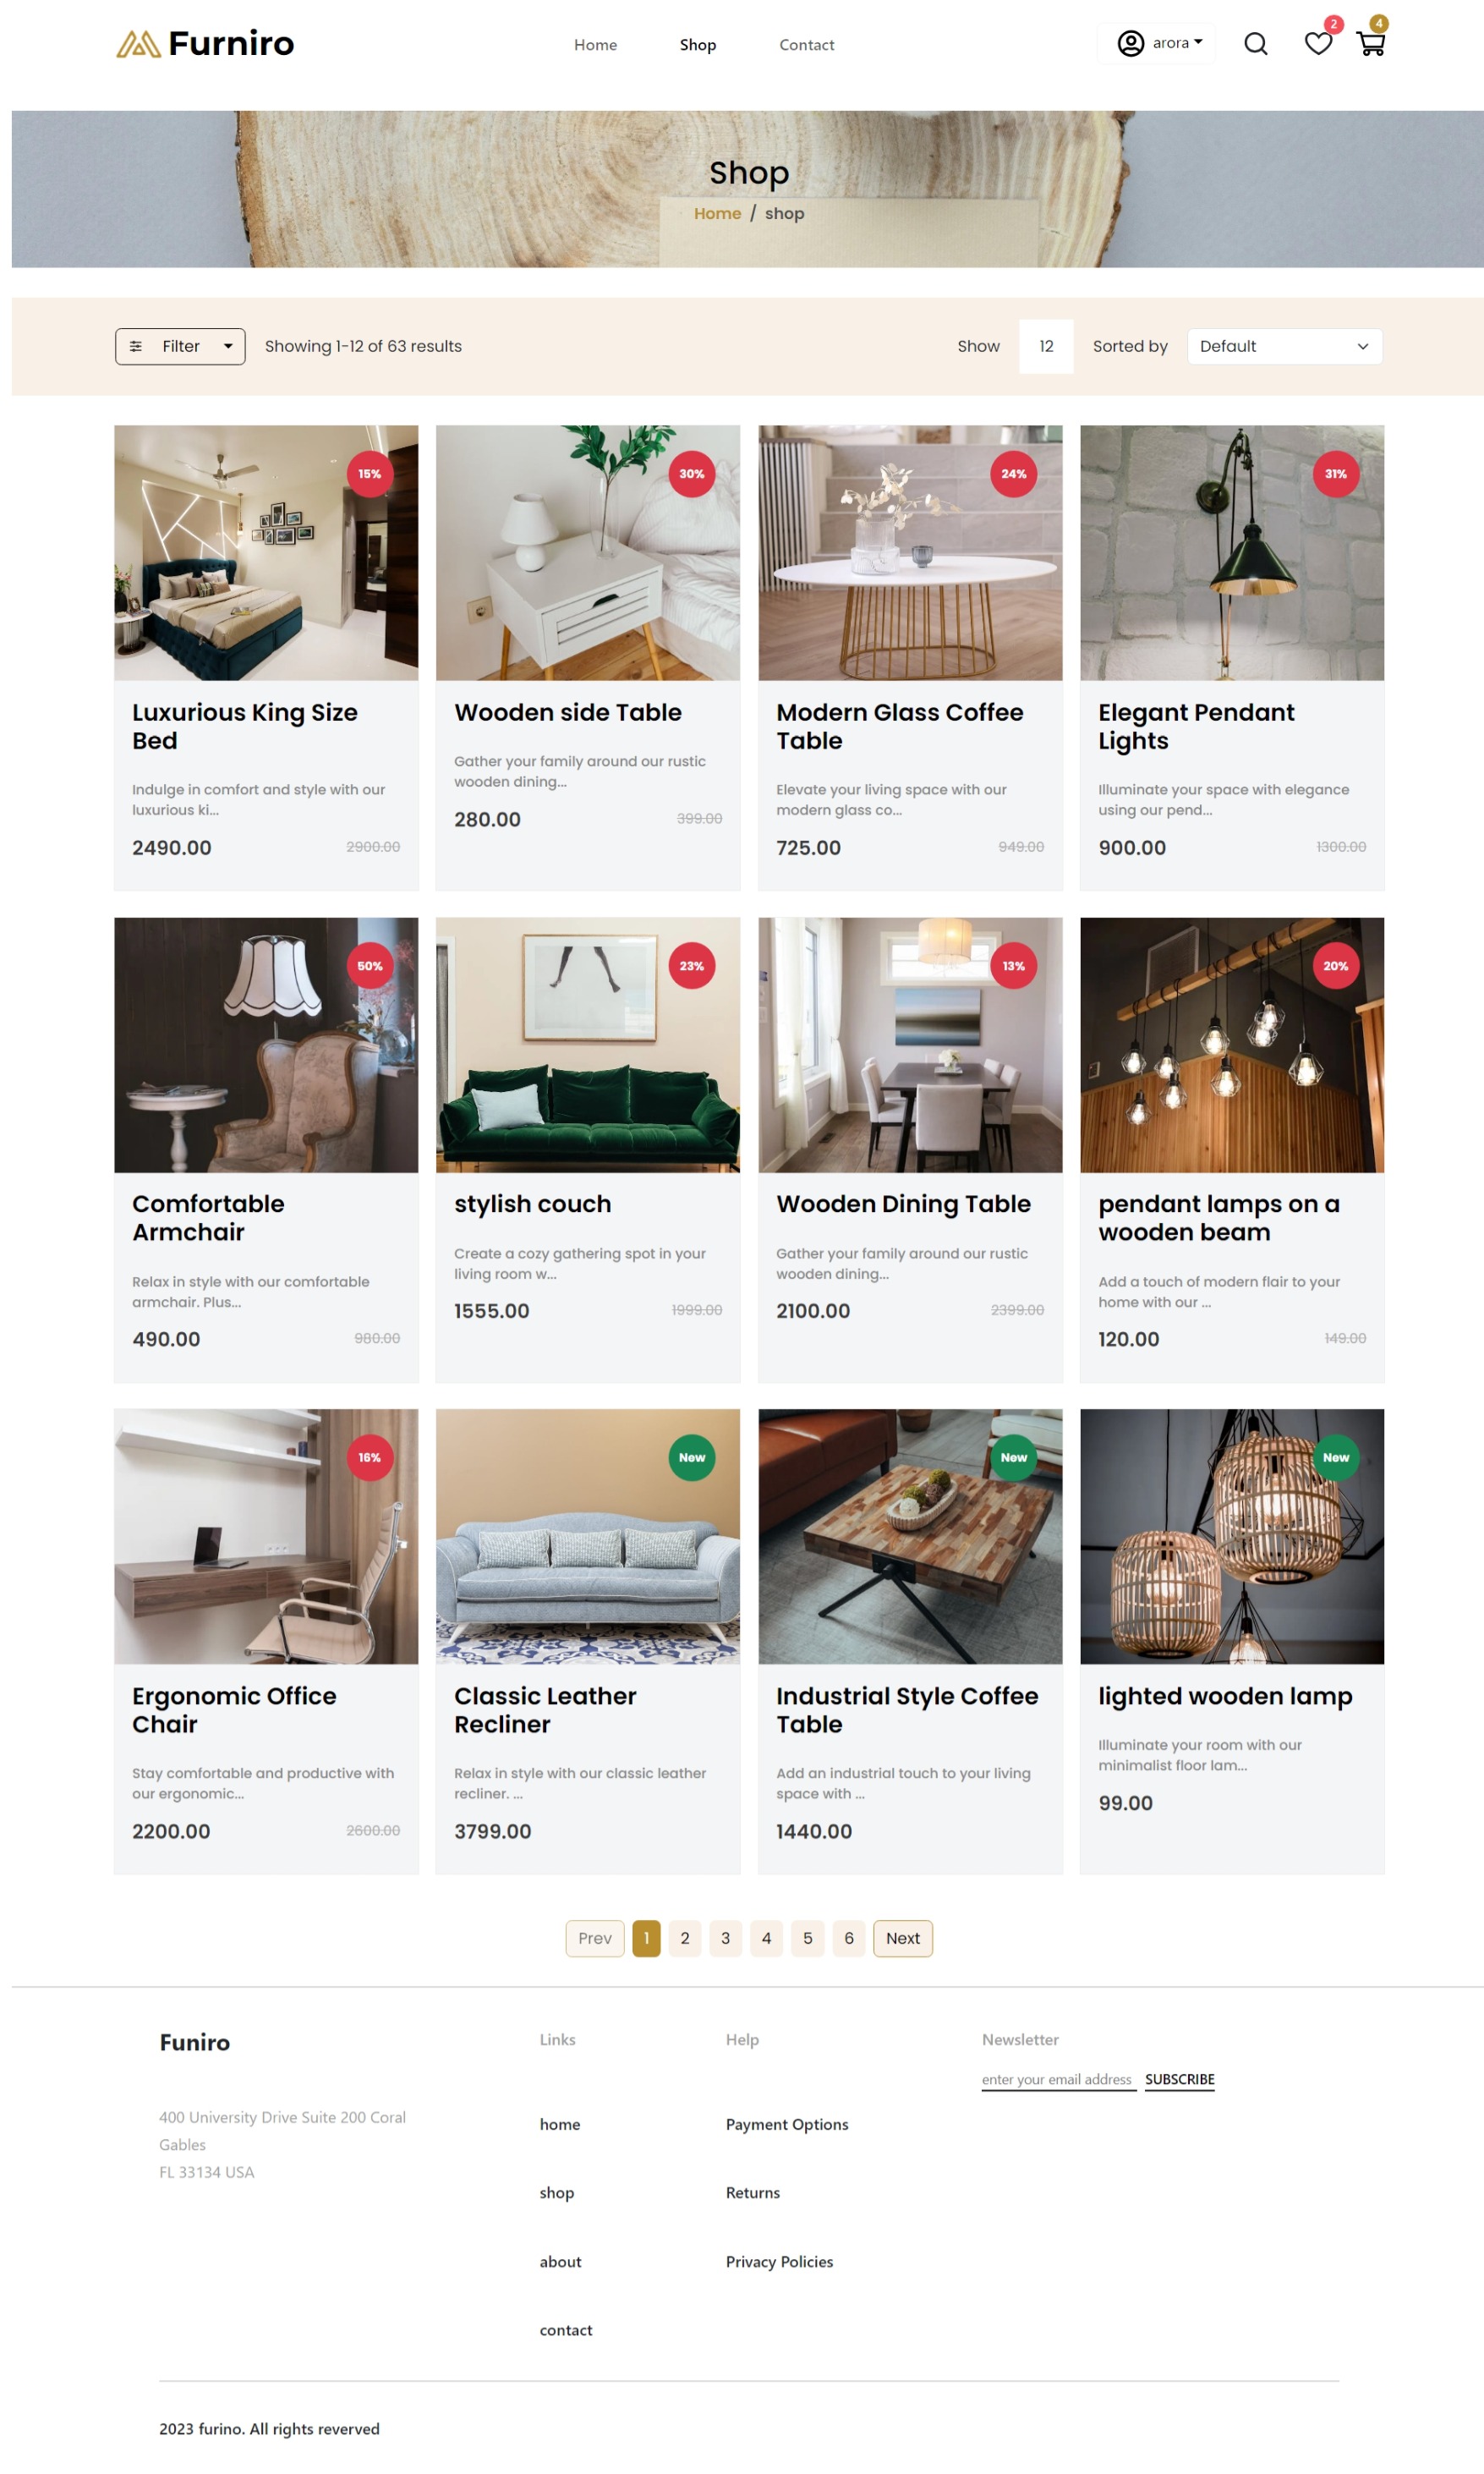 Furniro
Home
Shop
Contact
arora
2
4
Shop
Home / shop
Filter
Showing 1-12 of 63 results
Show
12
Sorted by
Default
15%
30%
24%
31%
Luxurious King Size
Bed
Indulge in comfort and style with our
luxurious ki...
2490.00 2900.00
Wooden side Table
Gather your family around our rustic
wooden dining...
280.00 399.00
Modern Glass Coffee
Table
Elevate your living space with our
modern glass co...
725.00 949.00
Elegant Pendant
Lights
Illuminate your space with elegance
using our pend...
900.00 1300.00
50%
23%
13%
20%
Comfortable
Armchair
Relax in style with our comfortable
armchair. Plus...
490.00 980.00
stylish couch
Create a cozy gathering spot in your
living room w...
1555.00 1999.00
Wooden Dining Table
Gather your family around our rustic
wooden dining...
2100.00 2399.00
pendant lamps on a
wooden beam
Add a touch of modern flair to your
home with our ...
120.00 149.00
16%
New
New
New
Ergonomic Office
Chair
Stay comfortable and productive with
our ergonomic...
2200.00 2600.00
Classic Leather
Recliner
Relax in style with our classic leather
recliner. ...
3799.00
Industrial Style Coffee
Table
Add an industrial touch to your living
space with ...
1440.00
lighted wooden lamp
Illuminate your room with our
minimalist floor lam...
99.00
Prev 1 2 3 4 5 6 Next
Funiro
400 University Drive Suite 200 Coral
Gables
FL 33134 USA
Links
home
shop
about
contact
Help
Payment Options
Returns
Privacy Policies
Newsletter
enter your email address SUBSCRIBE
2023 furino. All rights reverved